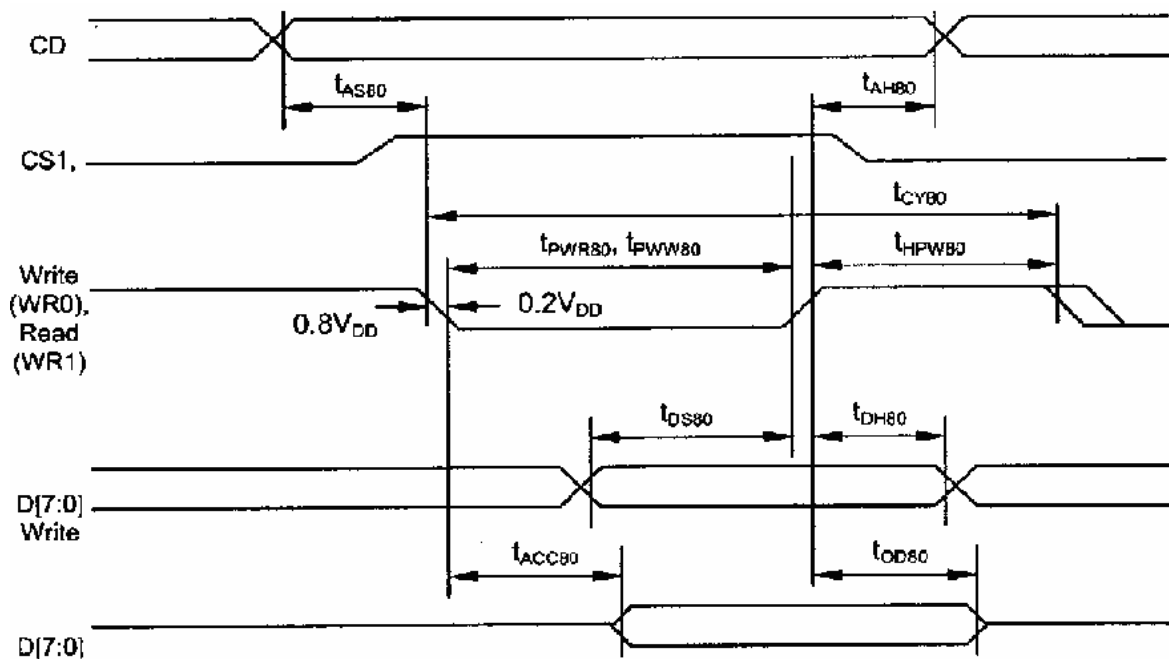 CD
tAS80
tAH80
CS1,
tCY80
tPWR80, tPWW80
tHPW80
Write
(WR0),
Read
(WR1)
0.8VDD
0.2VDD
tDS80
tDH80
D[7:0]
Write
tACC80
tOD80
D[7:0]